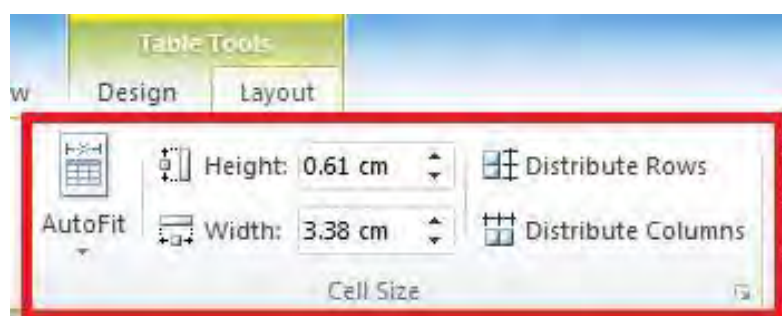 Table Tools
w Design Layout
Height: 0.61 cm Distribute Rows
AutoFit Width: 3.38 cm Distribute Columns
Cell Size